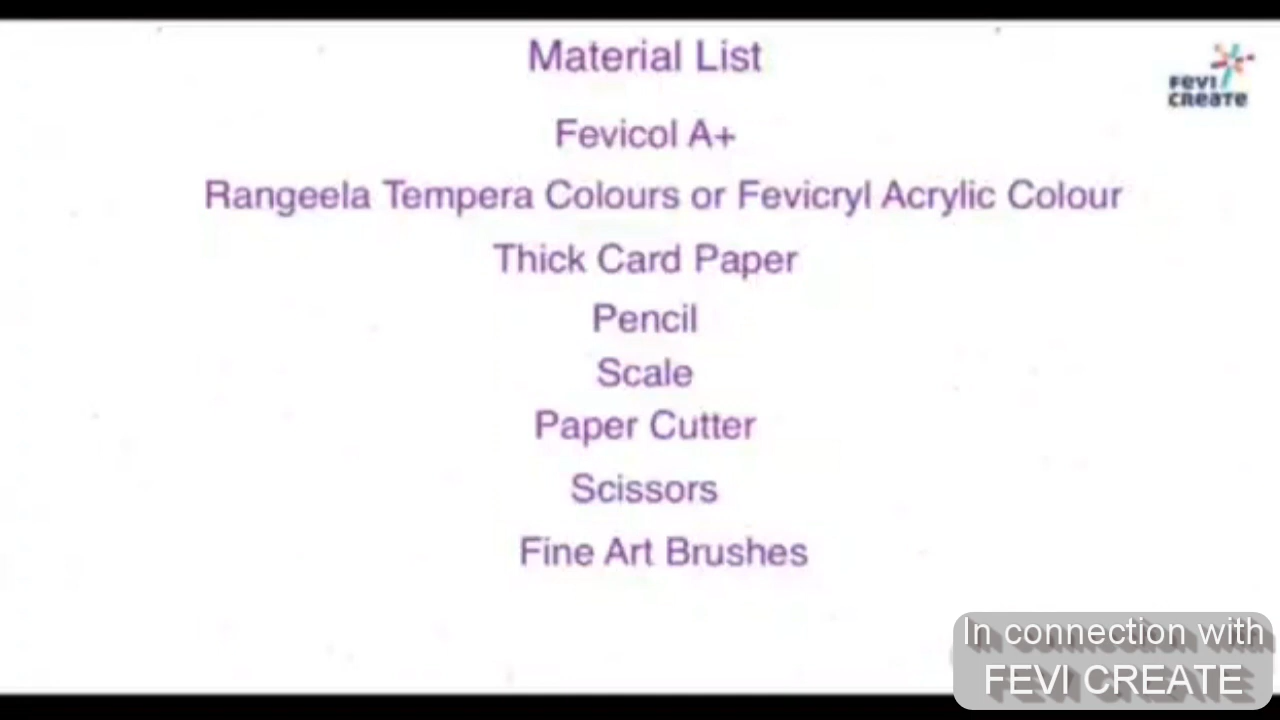 Material List
FEVI
CREATE
Fevicol A+
Rangeela Tempera Colours or Fevicryl Acrylic Colour
Thick Card Paper
Pencil
Scale
Paper Cutter
Scissors
Fine Art Brushes
In connection with
FEVI CREATE